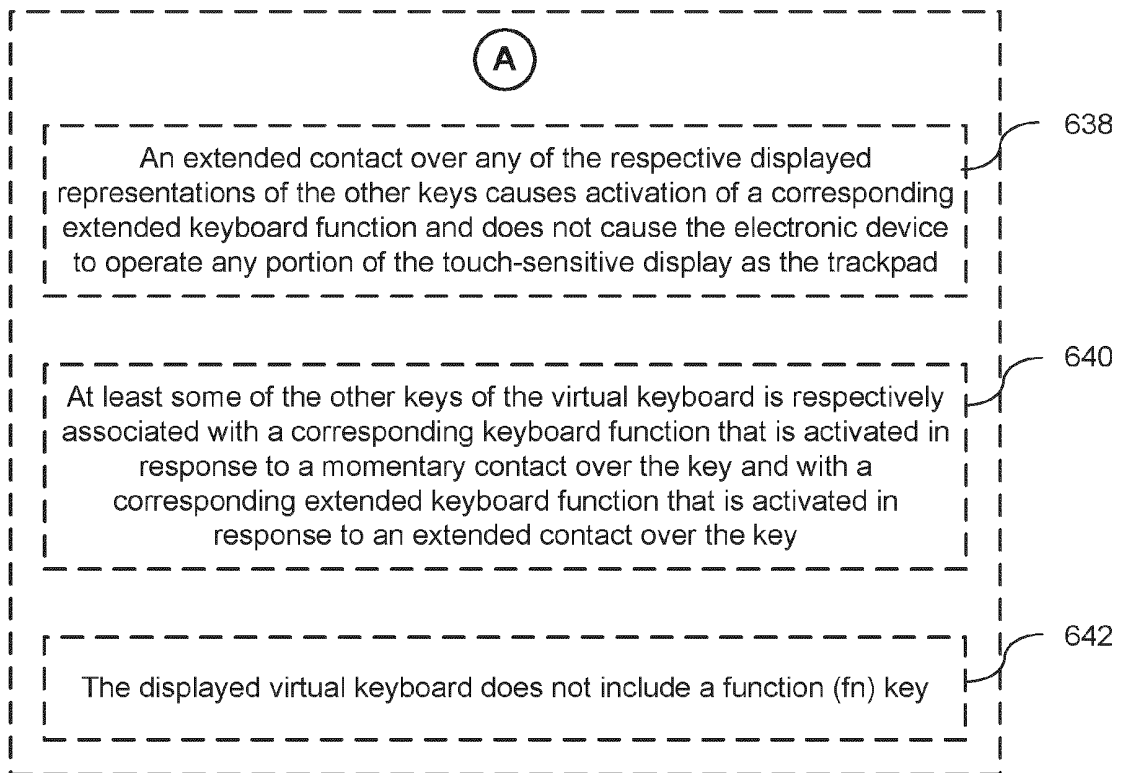 A
638
An extended contact over any of the respective displayed
representations of the other keys causes activation of a corresponding
extended keyboard function and does not cause the electronic device
to operate any portion of the touch-sensitive display as the trackpad
640
At least some of the other keys of the virtual keyboard is respectively
associated with a corresponding keyboard function that is activated in
response to a momentary contact over the key and with a
corresponding extended keyboard function that is activated in
response to an extended contact over the key
642
The displayed virtual keyboard does not include a function (fn) key